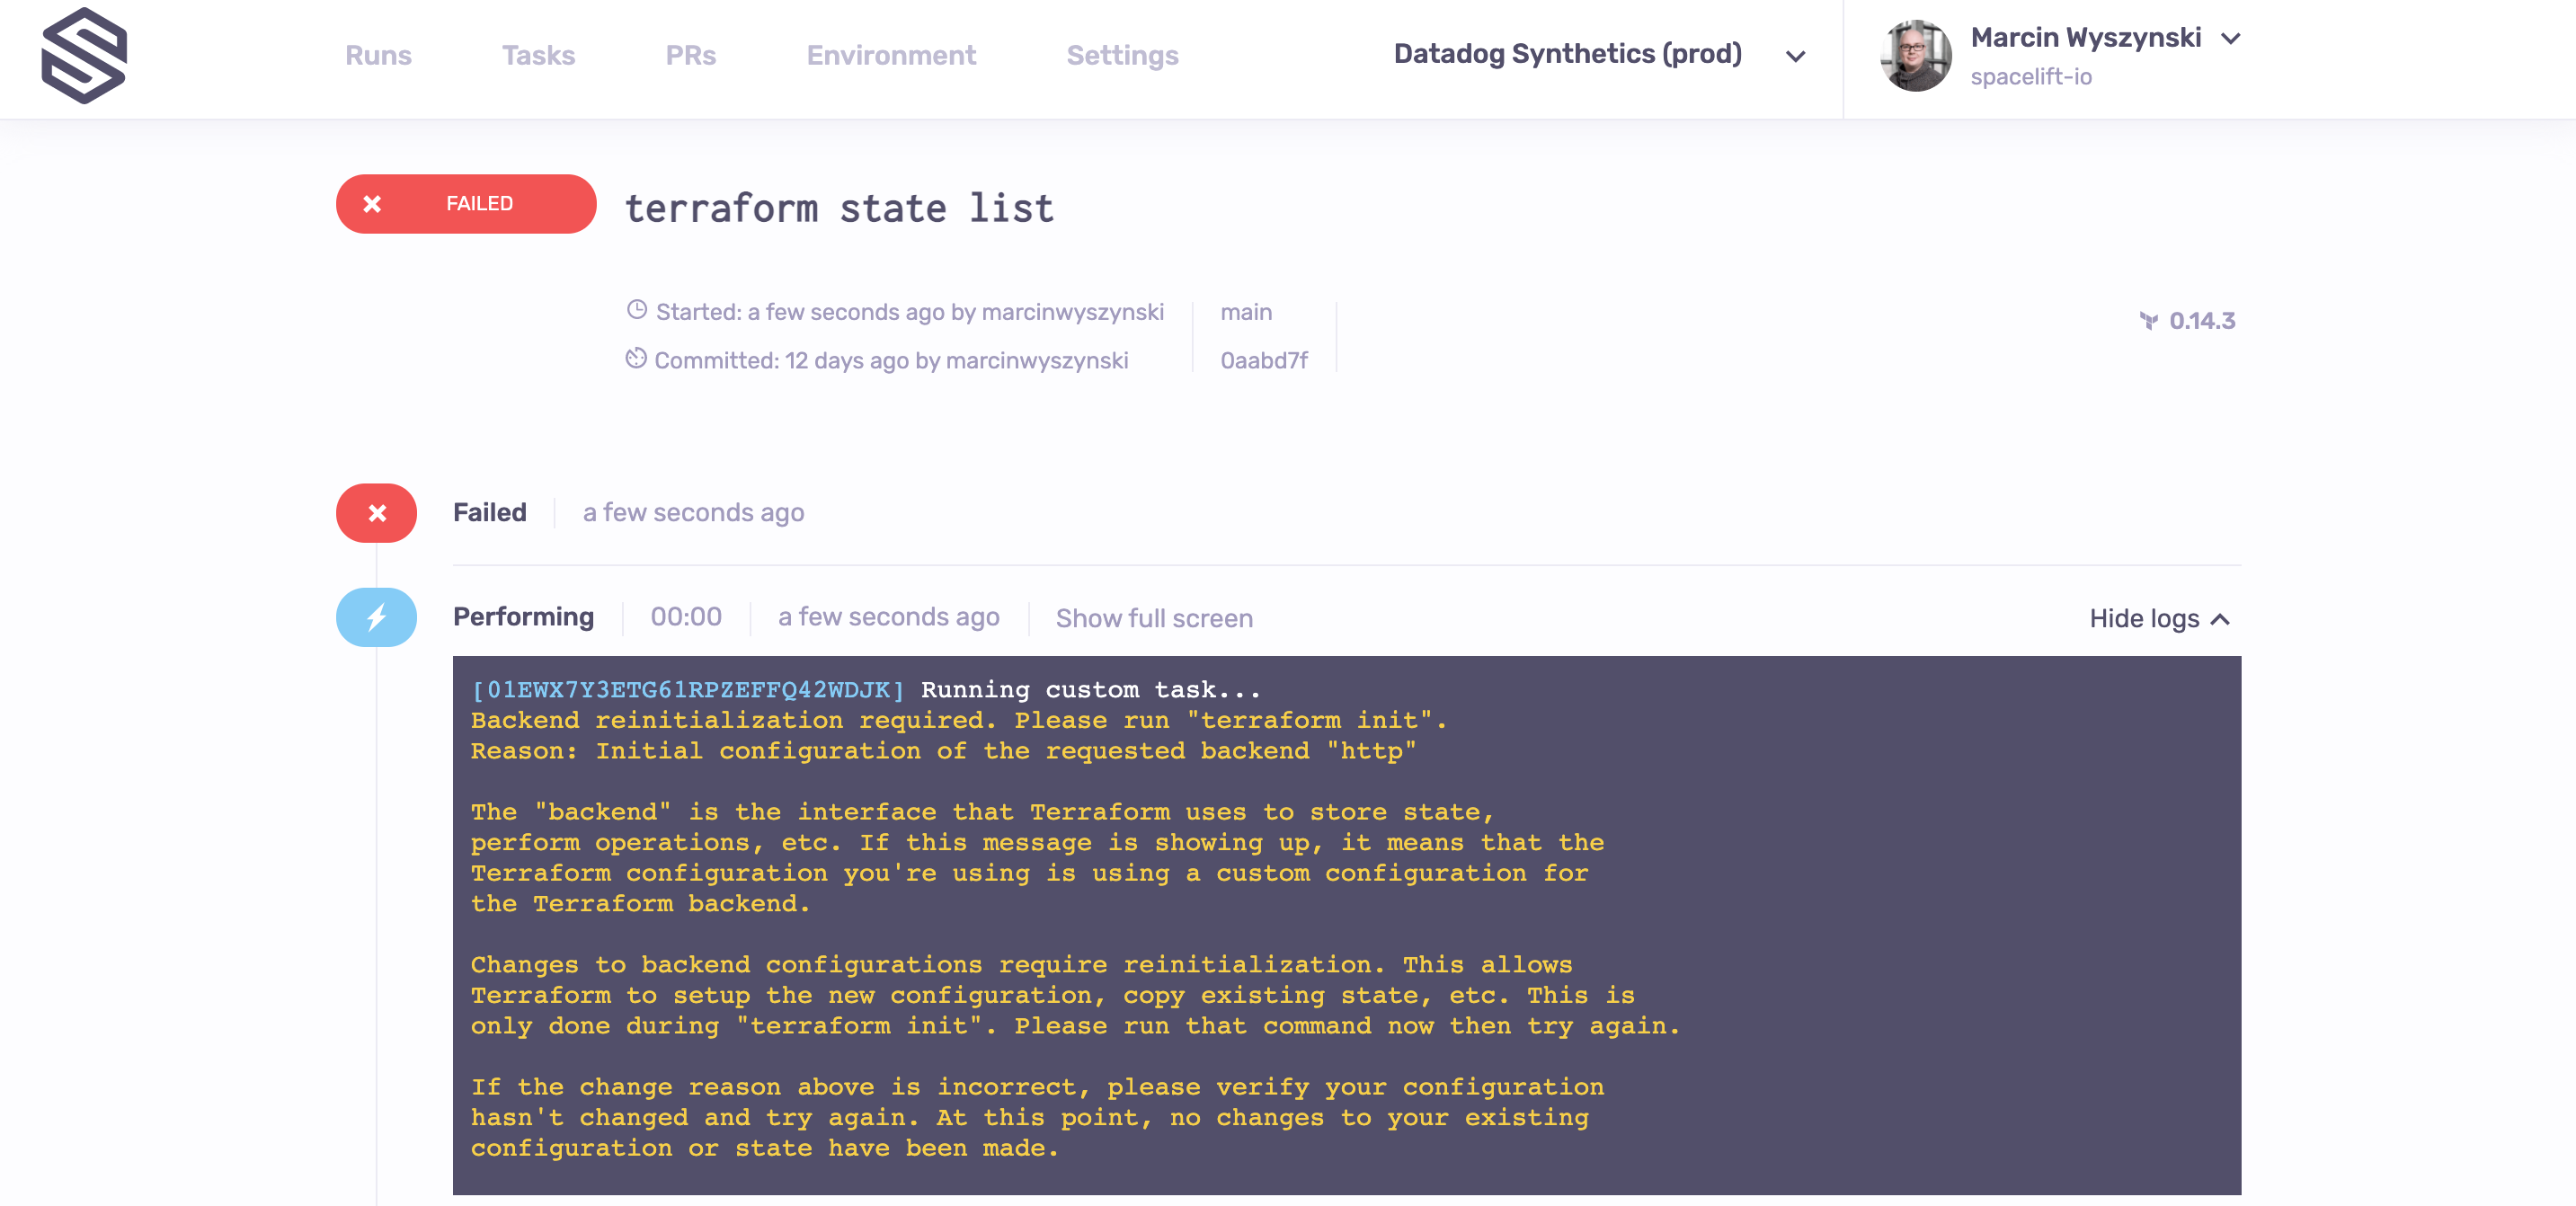 Runs Tasks PRs Environment Settings Datadog Synthetics (prod) Marcin Wyszynski
spacelift-io
FAILED terraform state list
Started: a few seconds ago by marcinwyszynski main
0.14.3
Committed: 12 days ago by marcinwyszynski 0aabd7f
Failed a few seconds ago
Performing 00:00 a few seconds ago Show full screen Hide logs
[01EWX7Y3ETG61RPZEFFQ42WDJK] Running custom task...
Backend reinitialization required. Please run "terraform init".
Reason: Initial configuration of the requested backend "http"
The "backend" is the interface that Terraform uses to store state,
perform operations, etc. If this message is showing up, it means that the
Terraform configuration you're using is using a custom configuration for
the Terraform backend.
Changes to backend configurations require reinitialization. This allows
Terraform to setup the new configuration, copy existing state, etc. This is
only done during "terraform init". Please run that command now then try again.
If the change reason above is incorrect, please verify your configuration
hasn't changed and try again. At this point, no changes to your existing
configuration or state have been made.